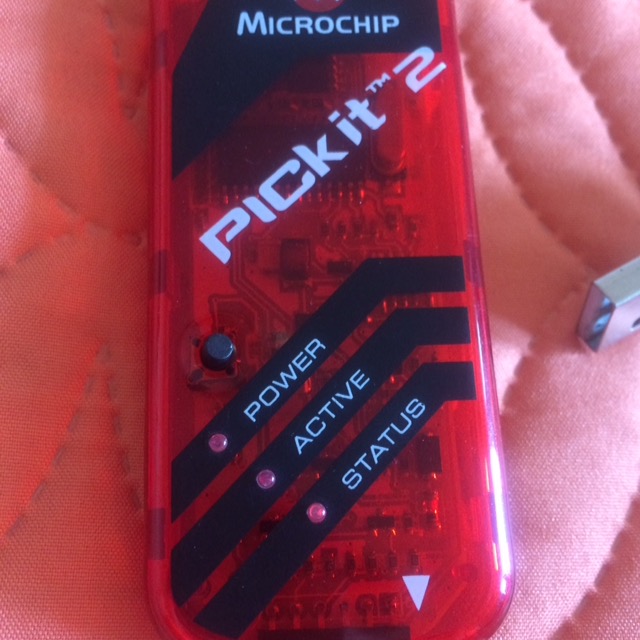 MICROCHIP
PICkit™ 2
POWER
ACTIVE
STATUS